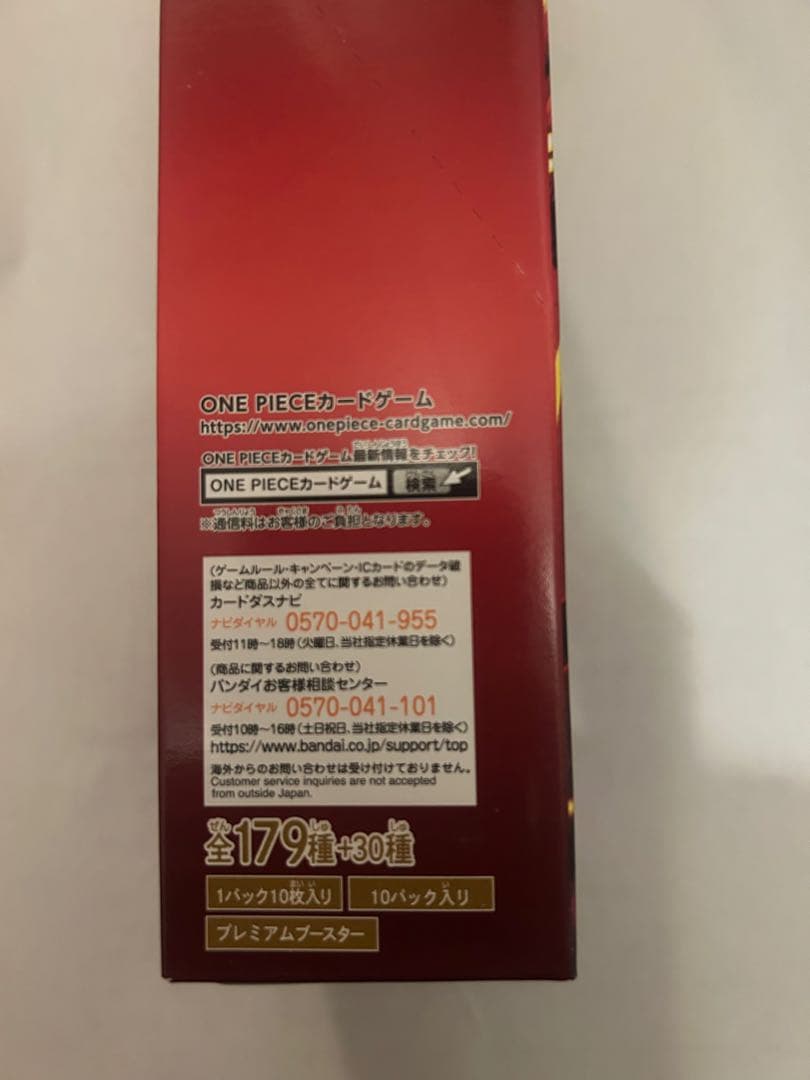 ONE PIECEカードゲーム
https://www.onepiece-cardgame.com/
ONE PIECEカードゲーム最新情報をチェック!
ONE PIECEカードゲーム 検索
※通信料はお客様のご負担となります。
(ゲームルール・キャンペーン・ICカードのデータ破
損など商品以外の全てに関するお問い合わせ)
カードダスナビ
ナビダイヤル 0570-041-955
受付11時〜18時(火曜日、当社指定休業日を除く)
(商品に関するお問い合わせ)
バンダイお客様相談センター
ナビダイヤル 0570-041-101
受付10時〜16時(土日祝日、当社指定休業日を除く)
https://www.bandai.co.jp/support/top
海外からのお問い合わせは受け付けておりません。
Customer service inquiries are not accepted
from outside Japan.
全179種+30種
1パック10枚入り 10パック入り
プレミアムブースター